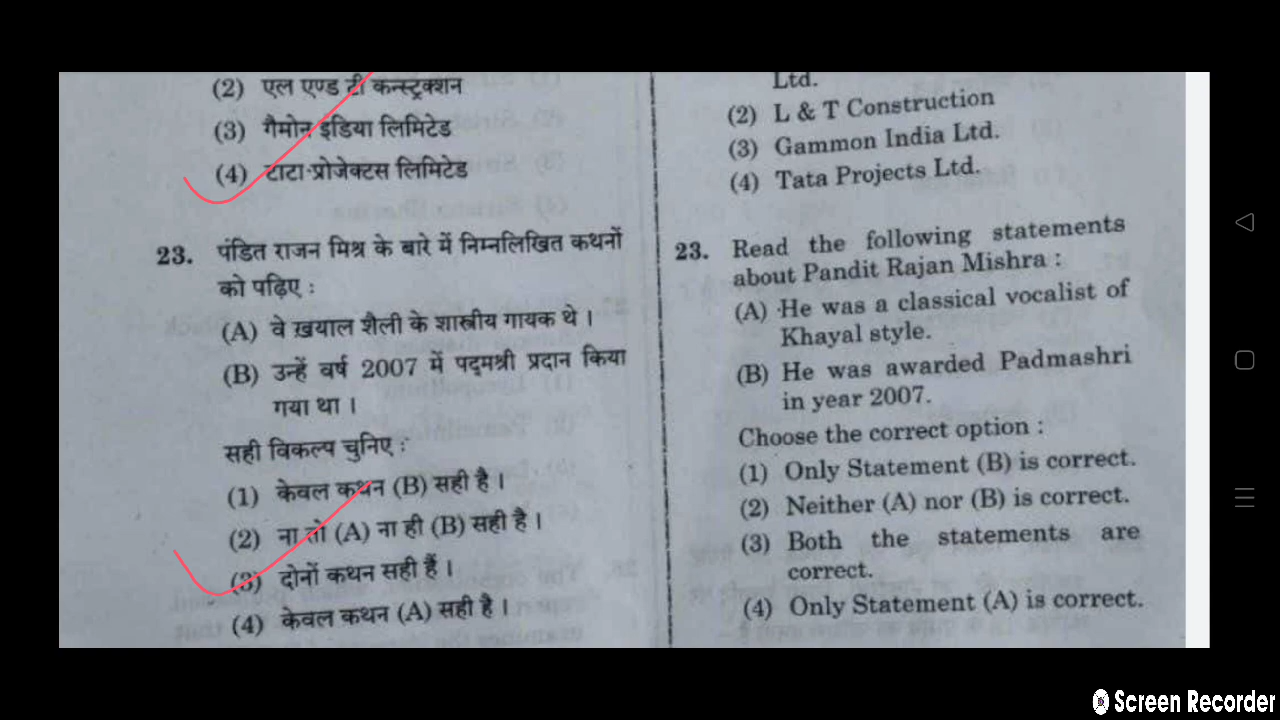 (2) एल एण्ड टी कन्स्ट्रक्शन
(3) गैमोन इंडिया लिमिटेड
(4) टाटा प्रोजेक्टस लिमिटेड
23. पंडित राजन मिश्र के बारे में निम्नलिखित कथनों
को पढ़िए :
(A) वे ख़याल शैली के शास्त्रीय गायक थे ।
(B) उन्हें वर्ष 2007 में पद्मश्री प्रदान किया
गया था ।
सही विकल्प चुनिए :
(1) केवल कथन (B) सही है ।
(2) ना तो (A) ना ही (B) सही है ।
(3) दोनों कथन सही हैं ।
(4) केवल कथन (A) सही है ।
Ltd.
(2) L & T Construction
(3) Gammon India Ltd.
(4) Tata Projects Ltd.
23. Read the following statements
about Pandit Rajan Mishra :
(A) He was a classical vocalist of
Khayal style.
(B) He was awarded Padmashri
in year 2007.
Choose the correct option :
(1) Only Statement (B) is correct.
(2) Neither (A) nor (B) is correct.
(3) Both the statements are
correct.
(4) Only Statement (A) is correct.
Screen Recorder